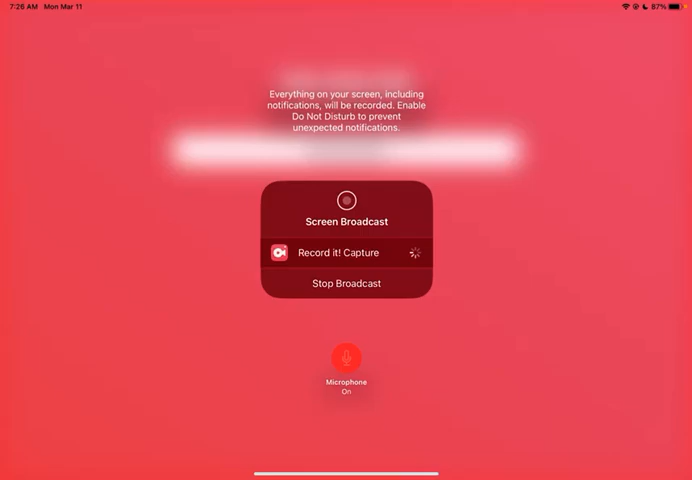 7:26 AM Mon Mar 11
87%
Everything on your screen, including
notifications, will be recorded. Enable
Do Not Disturb to prevent
unexpected notifications.
Screen Broadcast
Record it! Capture
Stop Broadcast
Microphone
On